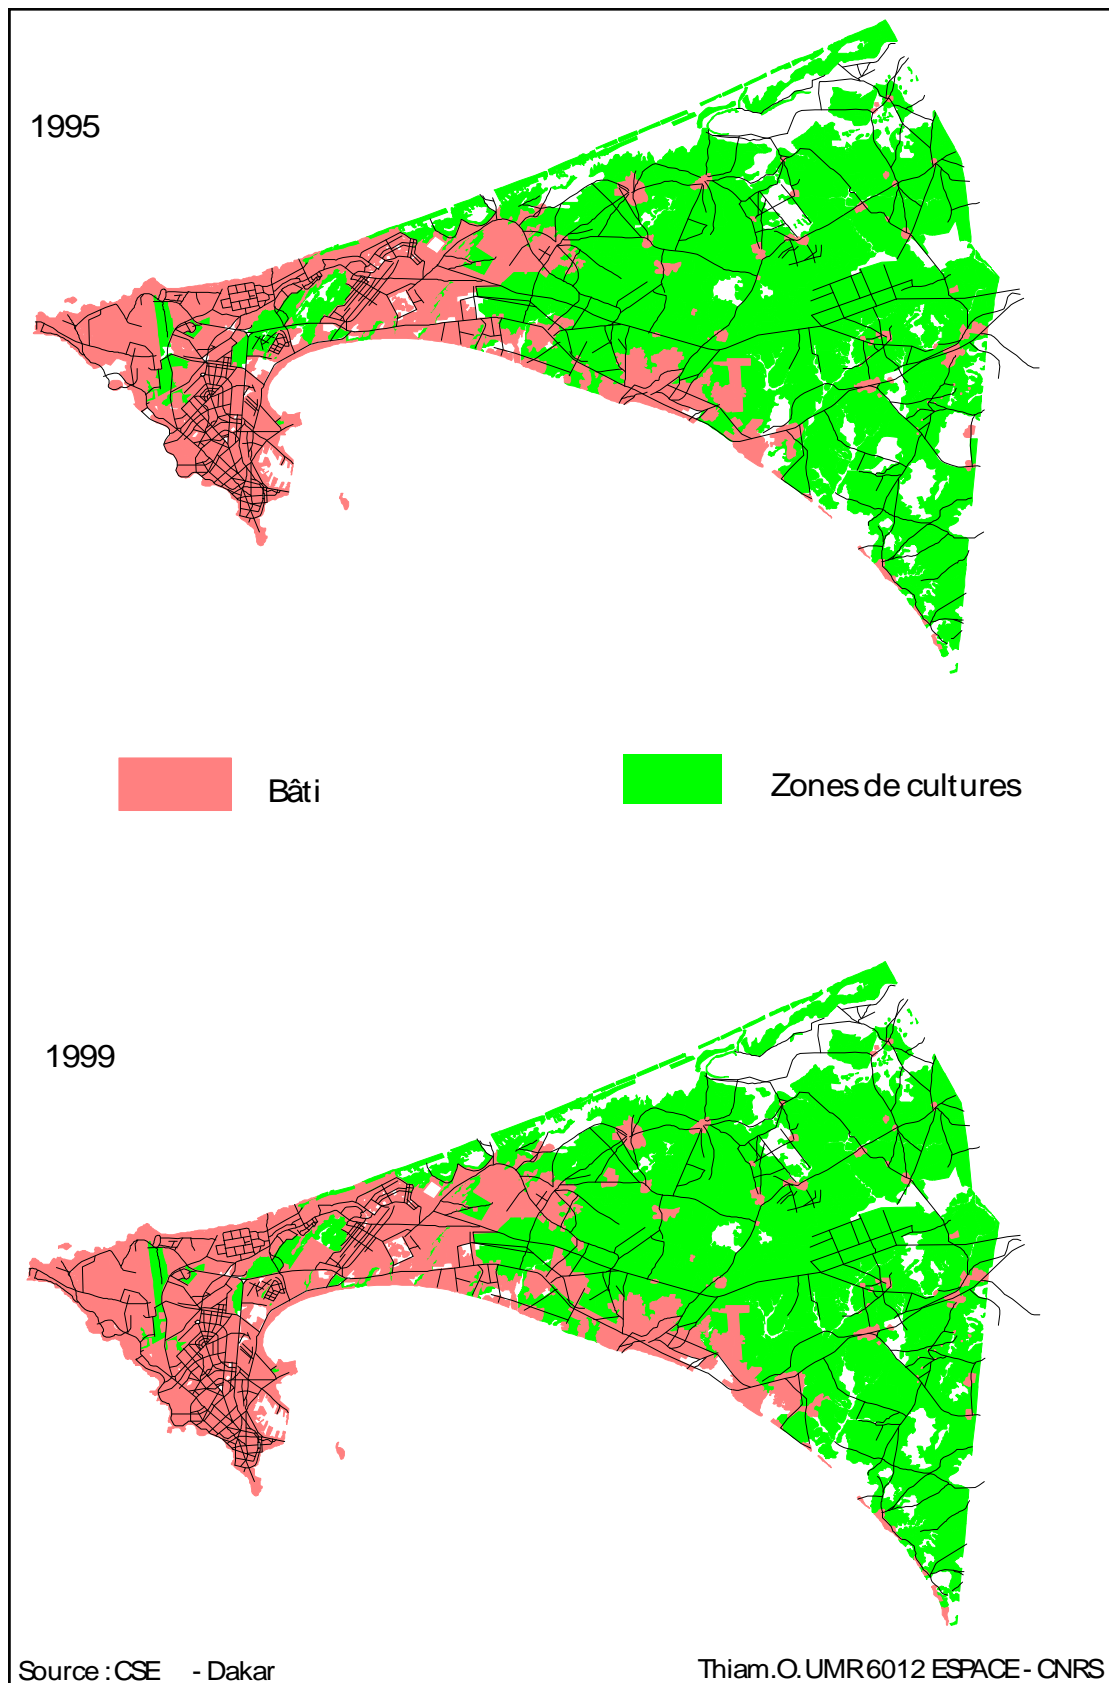 1995
Bâti
Zones de cultures
1999
Source : CSE - Dakar
Thiam.O. UMR 6012 ESPACE - CNRS